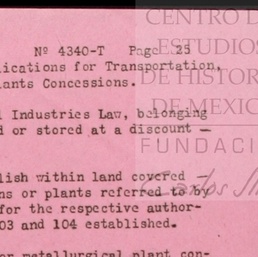 CENTRO D
ESTUDIOS
DE HISTOR
DE MEXICO
FUNDACI
Nº 4340-T Page 25
lications for Transportation,
lants Concessions.
l Industries Law, belonging
d or stored at a discount —
lish within land covered —
ns or plants referred to by
for the respective author-
03 and 104 established.
or metallurgical plant con-